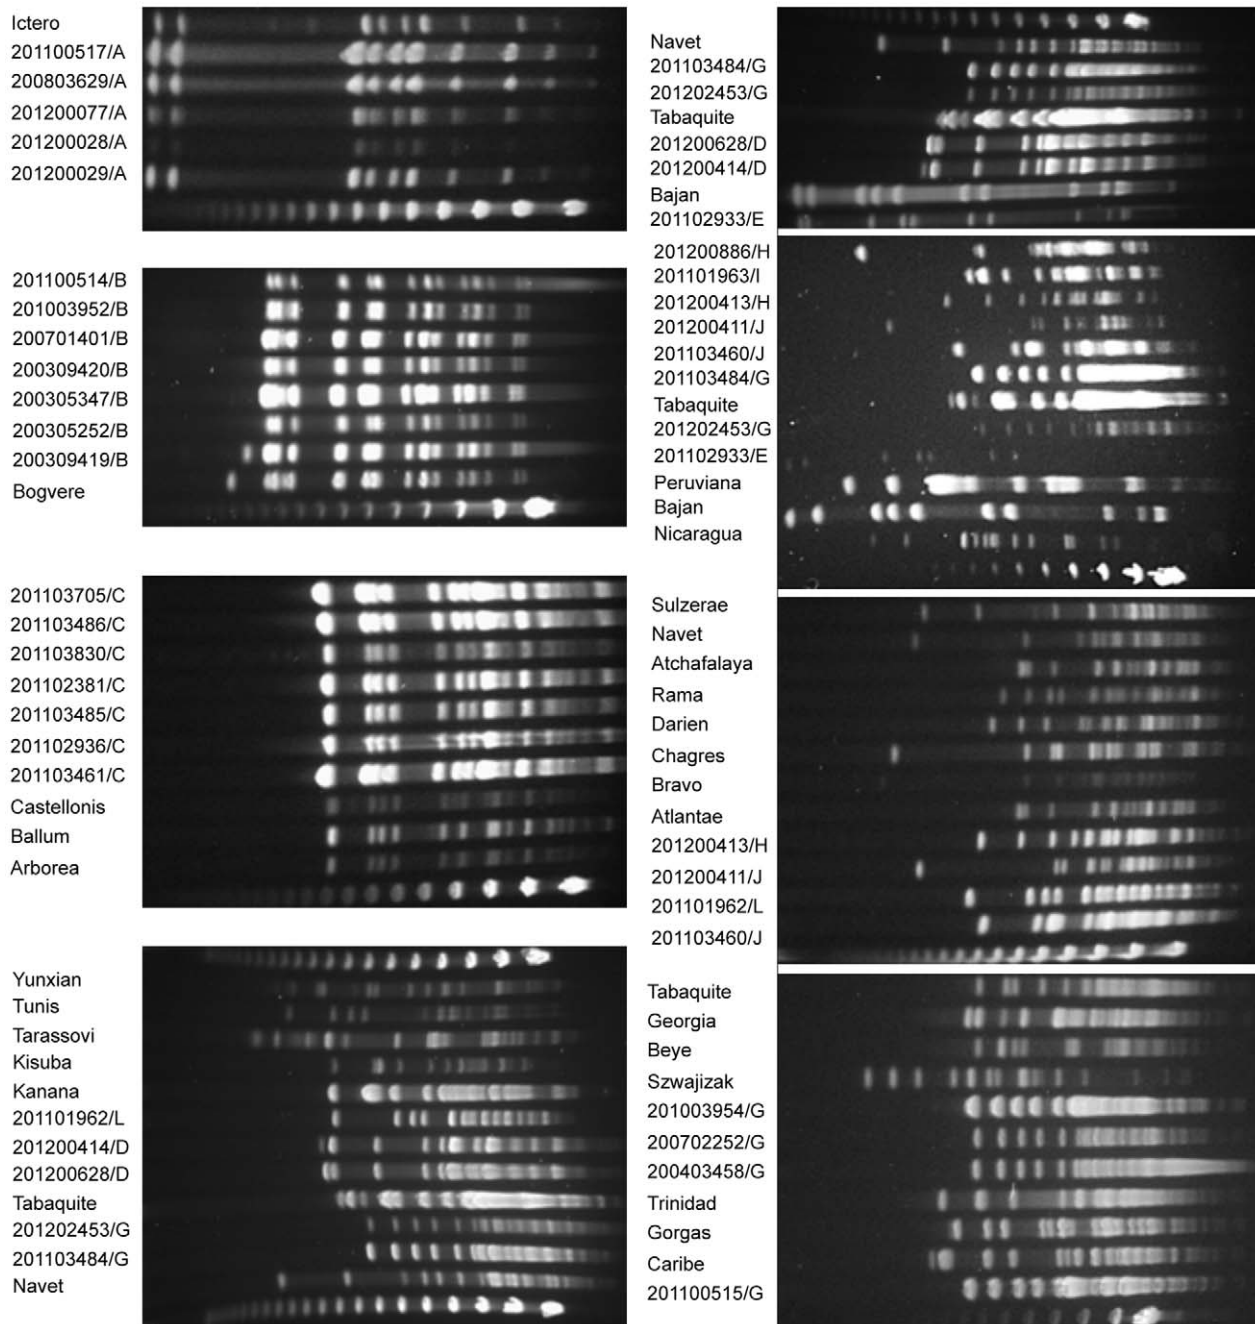 Ictero
201100517/A
200803629/A
201200077/A
201200028/A
201200029/A
201100514/B
201003952/B
200701401/B
200309420/B
200305347/B
200305252/B
200309419/B
Bogvere
201103705/C
201103486/C
201103830/C
201102381/C
201103485/C
201102936/C
201103461/C
Castellonis
Ballum
Arborea
Yunxian
Tunis
Tarassovi
Kisuba
Kanana
201101962/L
201200414/D
201200628/D
Tabaquite
201202453/G
201103484/G
Navet
Navet
201103484/G
201202453/G
Tabaquite
201200628/D
201200414/D
Bajan
201102933/E
201200886/H
201101963/I
201200413/H
201200411/J
201103460/J
201103484/G
Tabaquite
201202453/G
201102933/E
Peruviana
Bajan
Nicaragua
Sulzerae
Navet
Atchafalaya
Rama
Darien
Chagres
Bravo
Atlantae
201200413/H
201200411/J
201101962/L
201103460/J
Tabaquite
Georgia
Beye
Szwajizak
201003954/G
200702252/G
200403458/G
Trinidad
Gorgas
Caribe
201100515/G